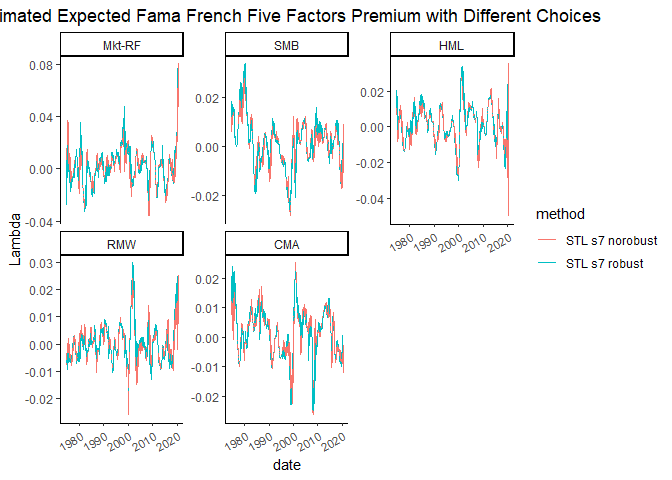 imated Expected Fama French Five Factors Premium with Different Choices
Mkt-RF
SMB
HML
0.08
0.04
0.00
-0.04
0.02
0.00
-0.02
0.02
0.00
-0.02
-0.04
1980 1990 2000 2010 2020
RMW
CMA
0.03
0.02
0.01
0.00
-0.01
-0.02
0.02
0.01
0.00
-0.01
-0.02
1980 1990 2000 2010 2020
1980 1990 2000 2010 2020
Lambda
date
method
STL s7 norobust
STL s7 robust